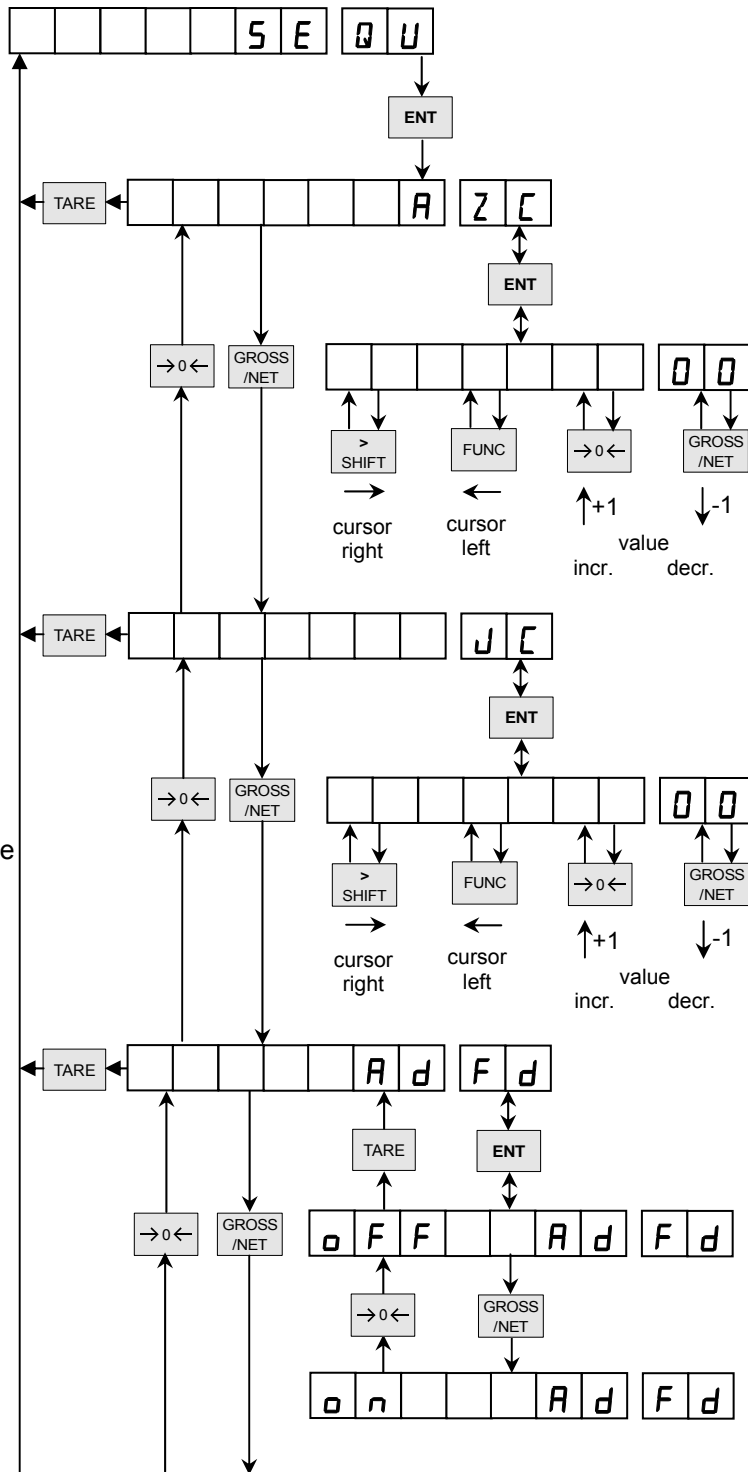 SE QU
ENT
TARE A ZC
ENT
→0← GROSS /NET 00
> SHIFT FUNC →0← GROSS /NET
cursor right cursor left +1 -1
value
incr. decr.
TARE JC
ENT
→0← GROSS /NET 00
e
> SHIFT FUNC →0← GROSS /NET
cursor right cursor left +1 -1
value
incr. decr.
TARE Ad Fd
TARE ENT
→0← GROSS /NET oFF Ad Fd
→0← GROSS /NET
on Ad Fd